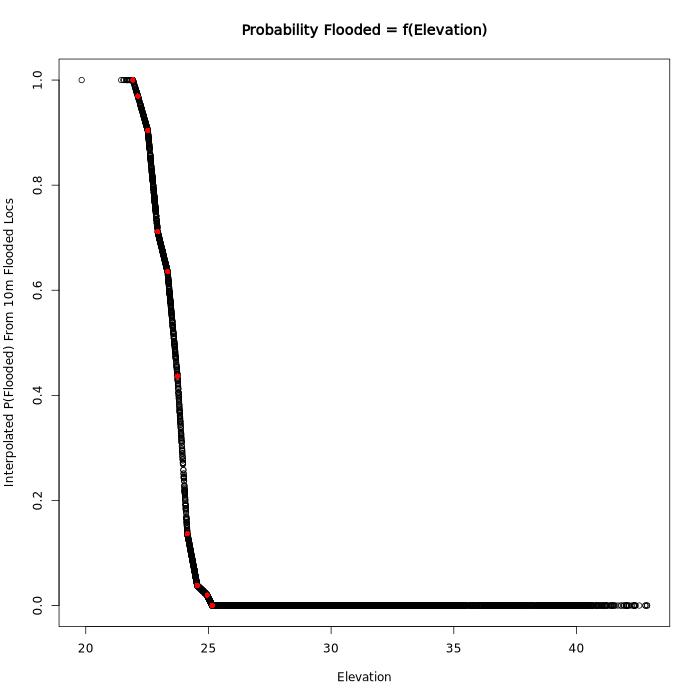 Probability Flooded = f(Elevation)
Interpolated P(Flooded) From 10m Flooded Locs
1.0
0.8
0.6
0.4
0.2
0.0
20 25 30 35 40
Elevation